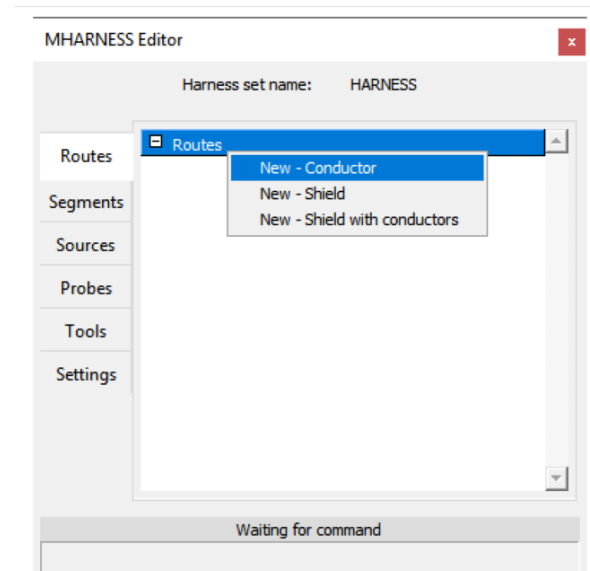 MHARNESS Editor
x
Harness set name: HARNESS
Routes
Segments
Sources
Probes
Tools
Settings
Routes
New - Conductor
New - Shield
New - Shield with conductors
Waiting for command